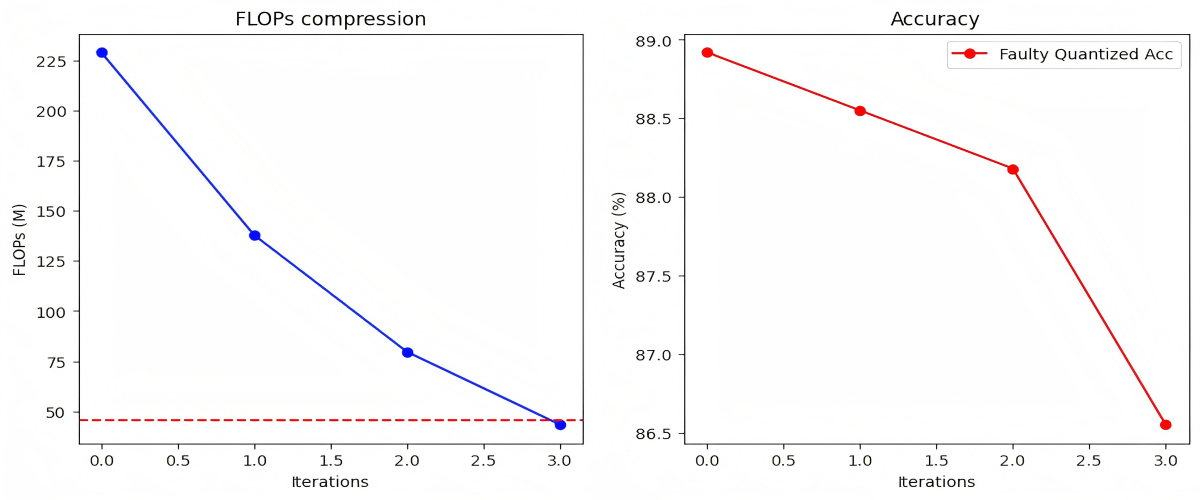 FLOPs compression
FLOPs (M)
225
200
175
150
125
100
75
50
0.0 0.5 1.0 1.5 2.0 2.5 3.0
Iterations
Accuracy
Faulty Quantized Acc
Accuracy (%)
89.0
88.5
88.0
87.5
87.0
86.5
0.0 0.5 1.0 1.5 2.0 2.5 3.0
Iterations